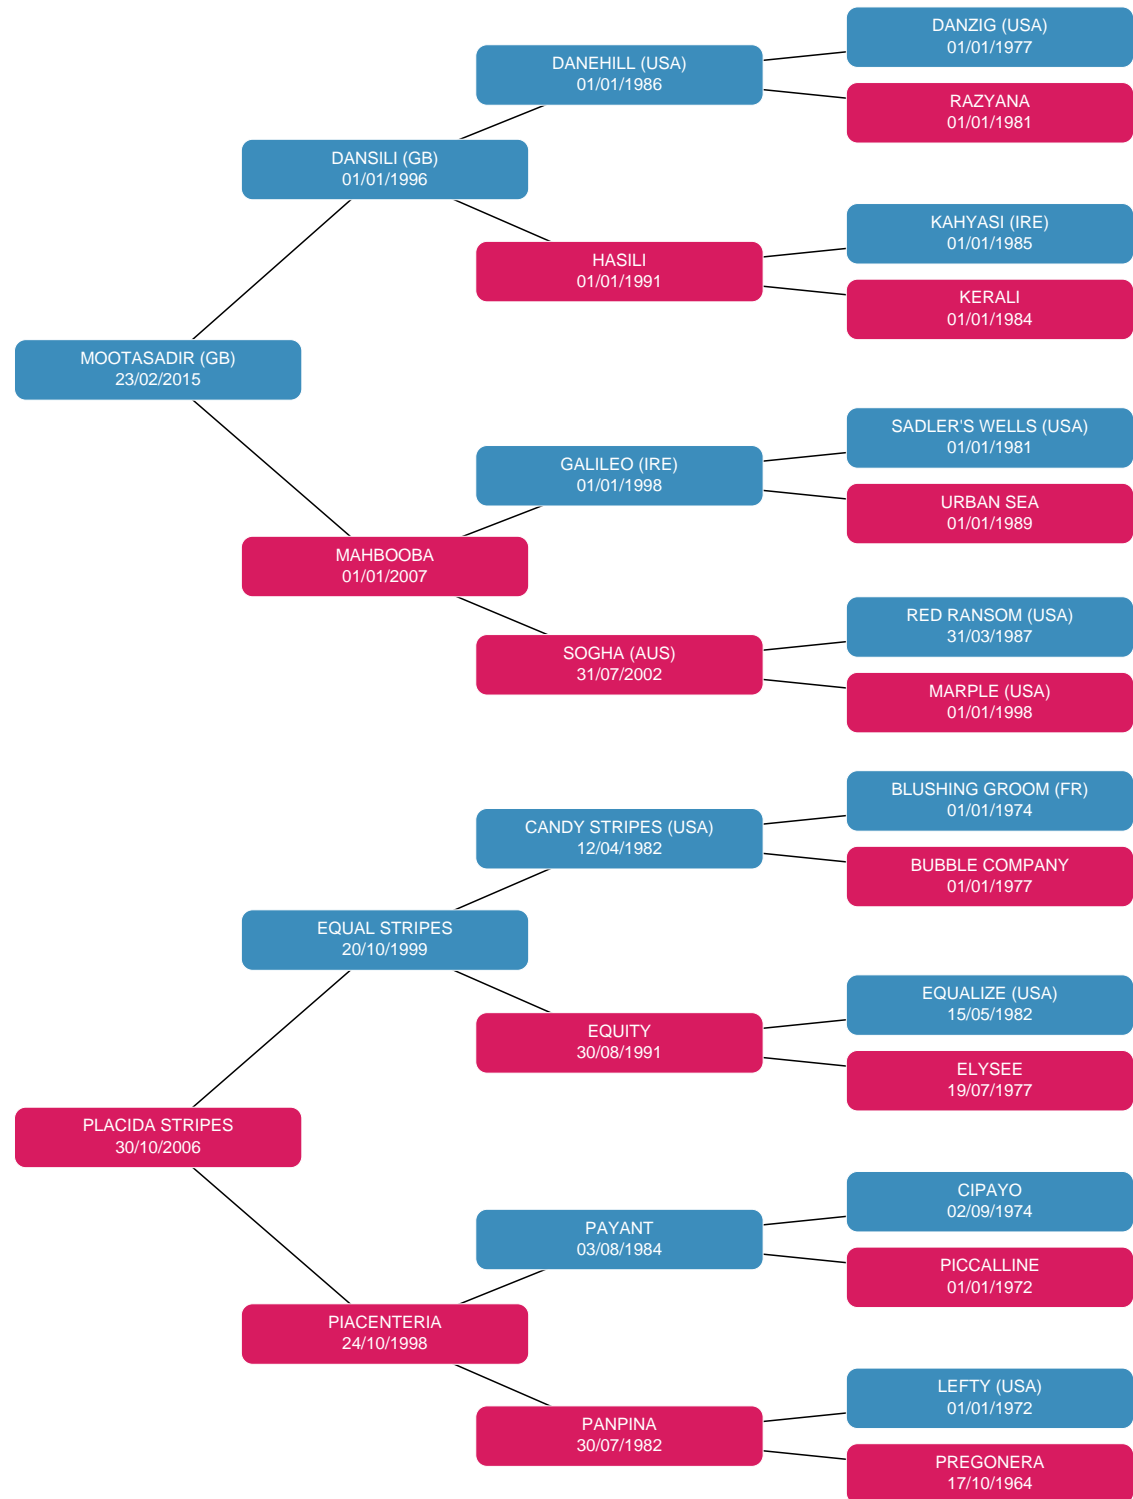 DANZIG (USA)
01/01/1977
DANEHILL (USA)
01/01/1986
RAZYANA
01/01/1981
DANSILI (GB)
01/01/1996
KAHYASI (IRE)
01/01/1985
HASILI
01/01/1991
KERALI
01/01/1984
MOOTASADIR (GB)
23/02/2015
SADLER'S WELLS (USA)
01/01/1981
GALILEO (IRE)
01/01/1998
URBAN SEA
01/01/1989
MAHBOOBA
01/01/2007
RED RANSOM (USA)
31/03/1987
SOGHA (AUS)
31/07/2002
MARPLE (USA)
01/01/1998
BLUSHING GROOM (FR)
01/01/1974
CANDY STRIPES (USA)
12/04/1982
BUBBLE COMPANY
01/01/1977
EQUAL STRIPES
20/10/1999
EQUALIZE (USA)
15/05/1982
EQUITY
30/08/1991
ELYSEE
19/07/1977
PLACIDA STRIPES
30/10/2006
CIPAYO
02/09/1974
PAYANT
03/08/1984
PICCALLINE
01/01/1972
PIACENTERIA
24/10/1998
LEFTY (USA)
01/01/1972
PANPINA
30/07/1982
PREGONERA
17/10/1964